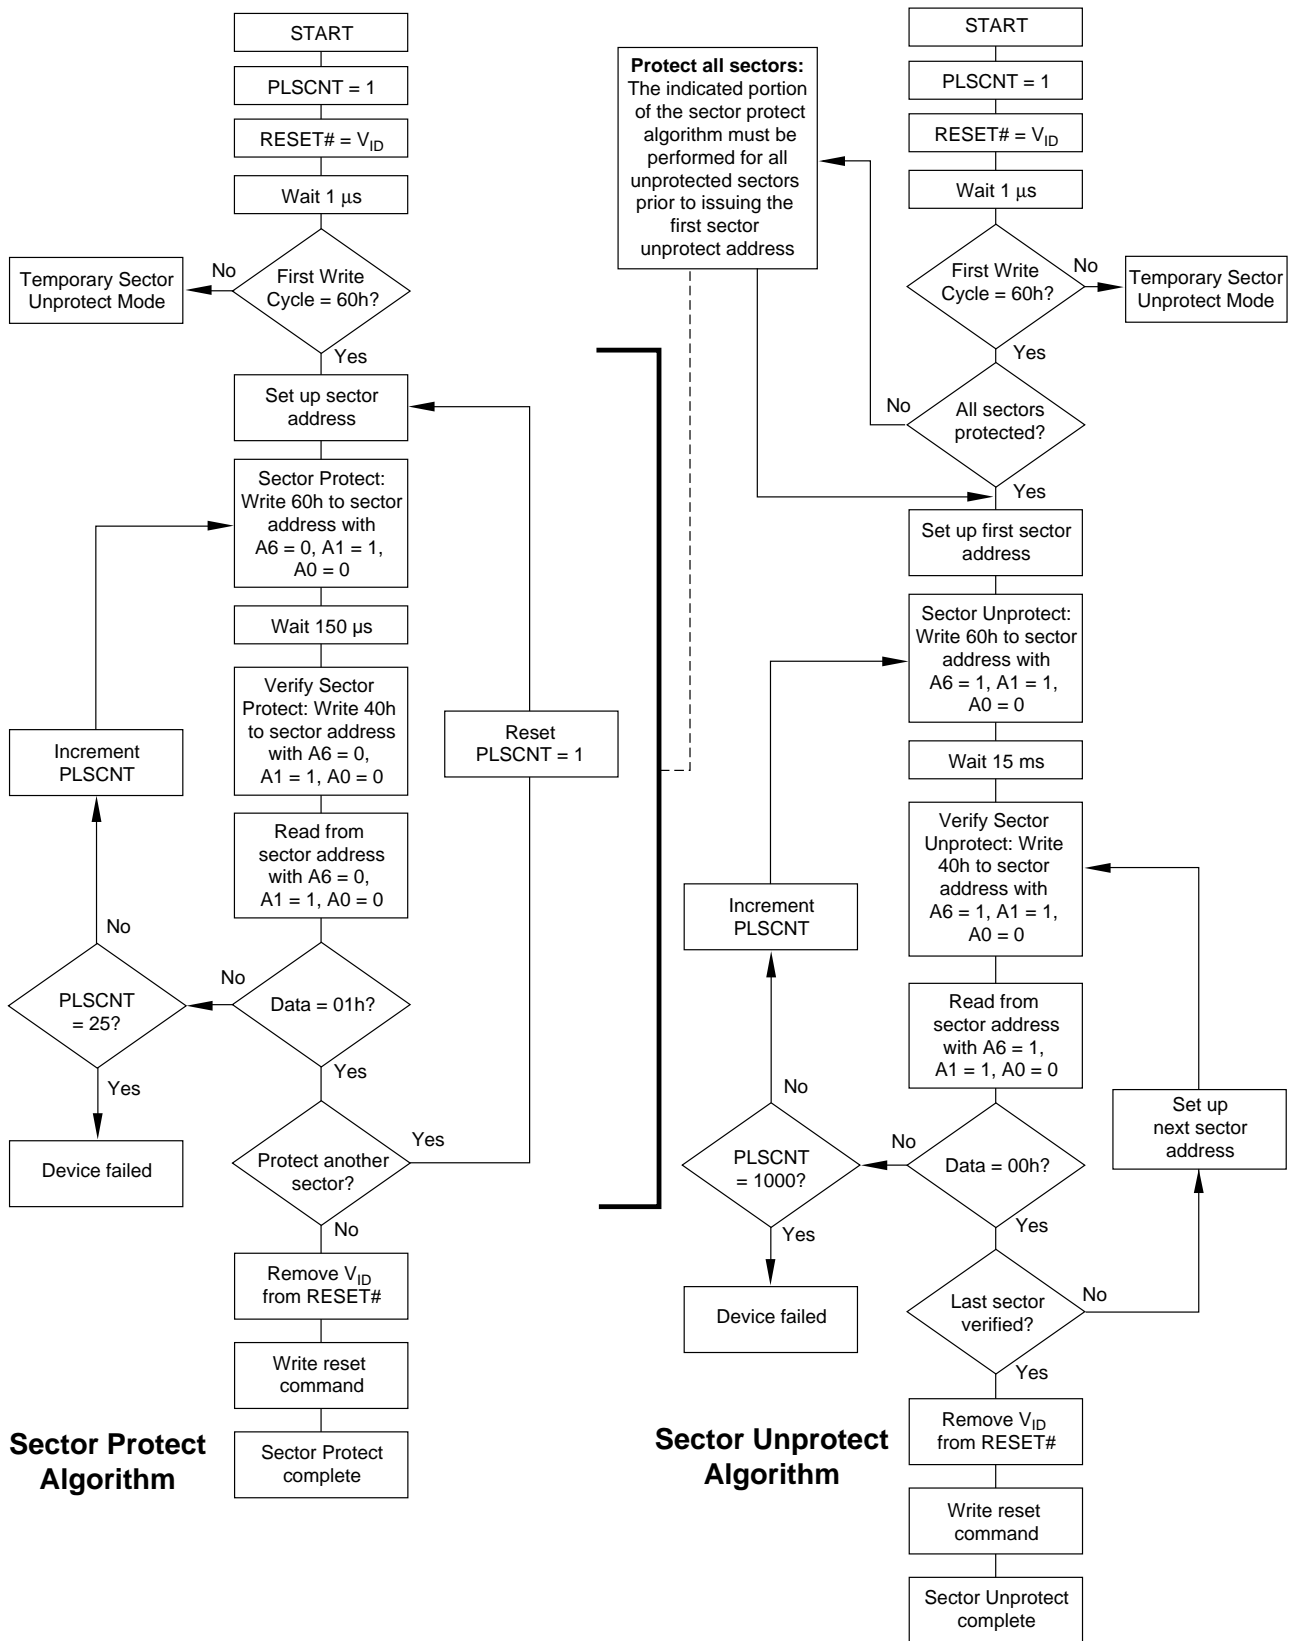 START
PLSCNT = 1
RESET# = VID
Wait 1 μs
First Write
Cycle = 60h?
No
Temporary Sector
Unprotect Mode
Yes
Set up sector
address
Sector Protect:
Write 60h to sector
address with
A6 = 0, A1 = 1,
A0 = 0
Wait 150 µs
Verify Sector
Protect: Write 40h
to sector address
with A6 = 0,
A1 = 1, A0 = 0
Reset
PLSCNT = 1
Increment
PLSCNT
Read from
sector address
with A6 = 0,
A1 = 1, A0 = 0
No
No
PLSCNT
= 25?
Data = 01h?
Yes
Yes
Device failed
Protect another
sector?
Yes
No
Remove VID
from RESET#
Write reset
command
Sector Protect
complete
Sector Protect
Algorithm
Protect all sectors:
The indicated portion
of the sector protect
algorithm must be
performed for all
unprotected sectors
prior to issuing the
first sector
unprotect address
START
PLSCNT = 1
RESET# = VID
Wait 1 μs
First Write
Cycle = 60h?
No
Temporary Sector
Unprotect Mode
Yes
No
All sectors
protected?
Yes
Set up first sector
address
Sector Unprotect:
Write 60h to sector
address with
A6 = 1, A1 = 1,
A0 = 0
Wait 15 ms
Verify Sector
Unprotect: Write
40h to sector
address with
A6 = 1, A1 = 1,
A0 = 0
Increment
PLSCNT
Read from
sector address
with A6 = 1,
A1 = 1, A0 = 0
No
No
PLSCNT
= 1000?
Data = 00h?
Set up
next sector
address
Yes
Yes
Device failed
Last sector
verified?
No
Yes
Remove VID
from RESET#
Write reset
command
Sector Unprotect
complete
Sector Unprotect
Algorithm